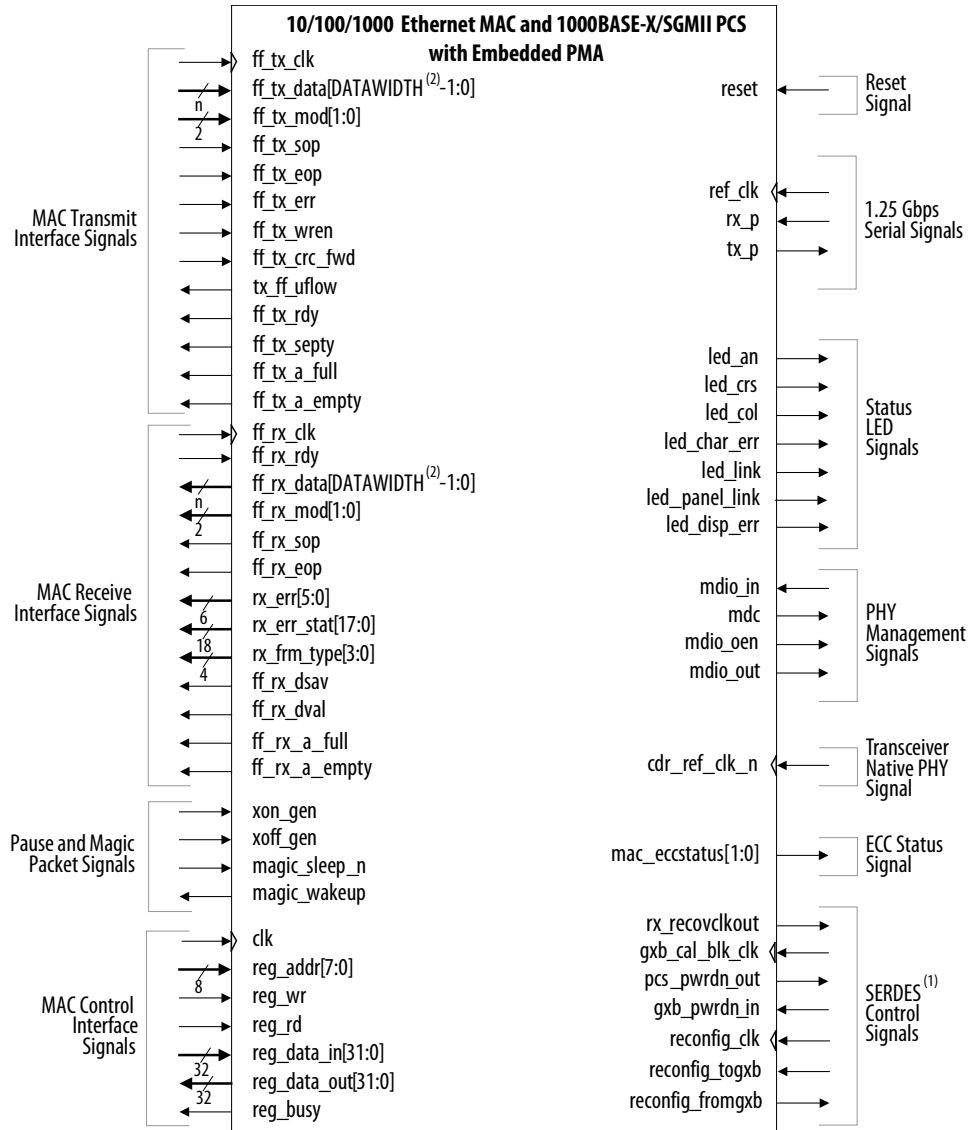 10/100/1000 Ethernet MAC and 1000BASE-X/SGMII PCS
with Embedded PMA
MAC Transmit
Interface Signals
ff_tx_clk
ff_tx_data[DATAWIDTH(2)-1:0]
n
ff_tx_mod[1:0]
2
ff_tx_sop
ff_tx_eop
ff_tx_err
ff_tx_wren
ff_tx_crc_fwd
tx_ff_uflow
ff_tx_rdy
ff_tx_septy
ff_tx_a_full
ff_tx_a_empty
MAC Receive
Interface Signals
ff_rx_clk
ff_rx_rdy
ff_rx_data[DATAWIDTH(2)-1:0]
n
ff_rx_mod[1:0]
2
ff_rx_sop
ff_rx_eop
rx_err[5:0]
6
rx_err_stat[17:0]
18
rx_frm_type[3:0]
4
ff_rx_dsav
ff_rx_dval
ff_rx_a_full
ff_rx_a_empty
Pause and Magic
Packet Signals
xon_gen
xoff_gen
magic_sleep_n
magic_wakeup
MAC Control
Interface
Signals
clk
reg_addr[7:0]
8
reg_wr
reg_rd
reg_data_in[31:0]
32
reg_data_out[31:0]
32
reg_busy
reset
Reset
Signal
ref_clk
rx_p
tx_p
1.25 Gbps
Serial Signals
led_an
led_crs
led_col
led_char_err
led_link
led_panel_link
led_disp_err
Status
LED
Signals
mdio_in
mdc
mdio_oen
mdio_out
PHY
Management
Signals
cdr_ref_clk_n
Transceiver
Native PHY
Signal
mac_eccstatus[1:0]
ECC Status
Signal
rx_recovclkout
gxb_cal_blk_clk
pcs_pwrdn_out
gxb_pwrdn_in
reconfig_clk
reconfig_togxb
reconfig_fromgxb
SERDES (1)
Control
Signals